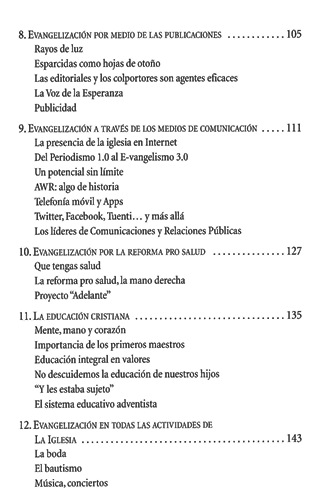 8. EVANGELIZACIÓN POR MEDIO DE LAS PUBLICACIONES ........... 105
Rayos de luz
Esparcidas como hojas de otoño
Las editoriales y los colportores son agentes eficaces
La Voz de la Esperanza
Publicidad
9. EVANGELIZACIÓN A TRAVÉS DE LOS MEDIOS DE COMUNICACIÓN ..... 111
La presencia de la iglesia en Internet
Del Periodismo 1.0 al E-vangelismo 3.0
Un potencial sin límite
AWR: algo de historia
Telefonía móvil y Apps
Twitter, Facebook, Tuenti... y más allá
Los líderes de Comunicaciones y Relaciones Públicas
10. EVANGELIZACIÓN POR LA REFORMA PRO SALUD .............. 127
Que tengas salud
La reforma pro salud, la mano derecha
Proyecto "Adelante"
11. LA EDUCACIÓN CRISTIANA ........................... 135
Mente, mano y corazón
Importancia de los primeros maestros
Educación integral en valores
No descuidemos la educación de nuestros hijos
"Y les estaba sujeto"
El sistema educativo adventista
12. EVANGELIZACIÓN EN TODAS LAS ACTIVIDADES DE
LA IGLESIA ..................................... 143
La boda
El bautismo
Música, conciertos